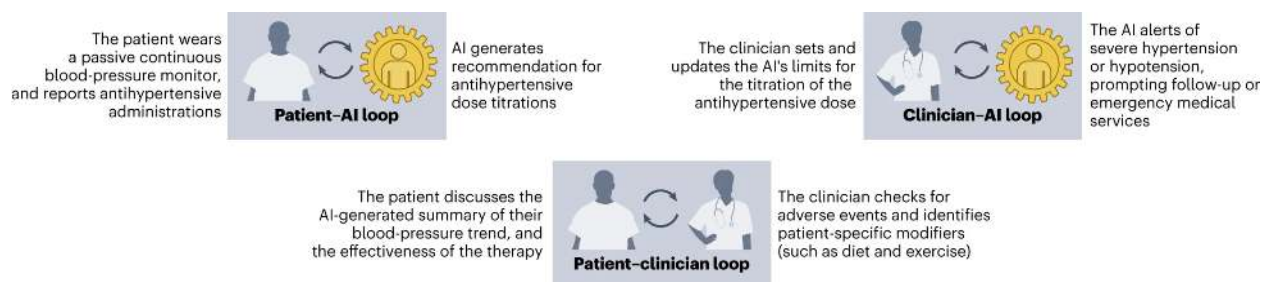 The patient wears
a passive continuous
blood-pressure monitor,
and reports antihypertensive
administrations
Patient–AI loop
AI generates
recommendation for
antihypertensive
dose titrations
The clinician sets and
updates the AI's limits for
the titration of the
antihypertensive dose
Clinician–AI loop
The AI alerts of
severe hypertension
or hypotension,
prompting follow-up or
emergency medical
services
The patient discusses the
AI-generated summary of their
blood-pressure trend, and
the effectiveness of the therapy
Patient–clinician loop
The clinician checks for
adverse events and identifies
patient-specific modifiers
(such as diet and exercise)